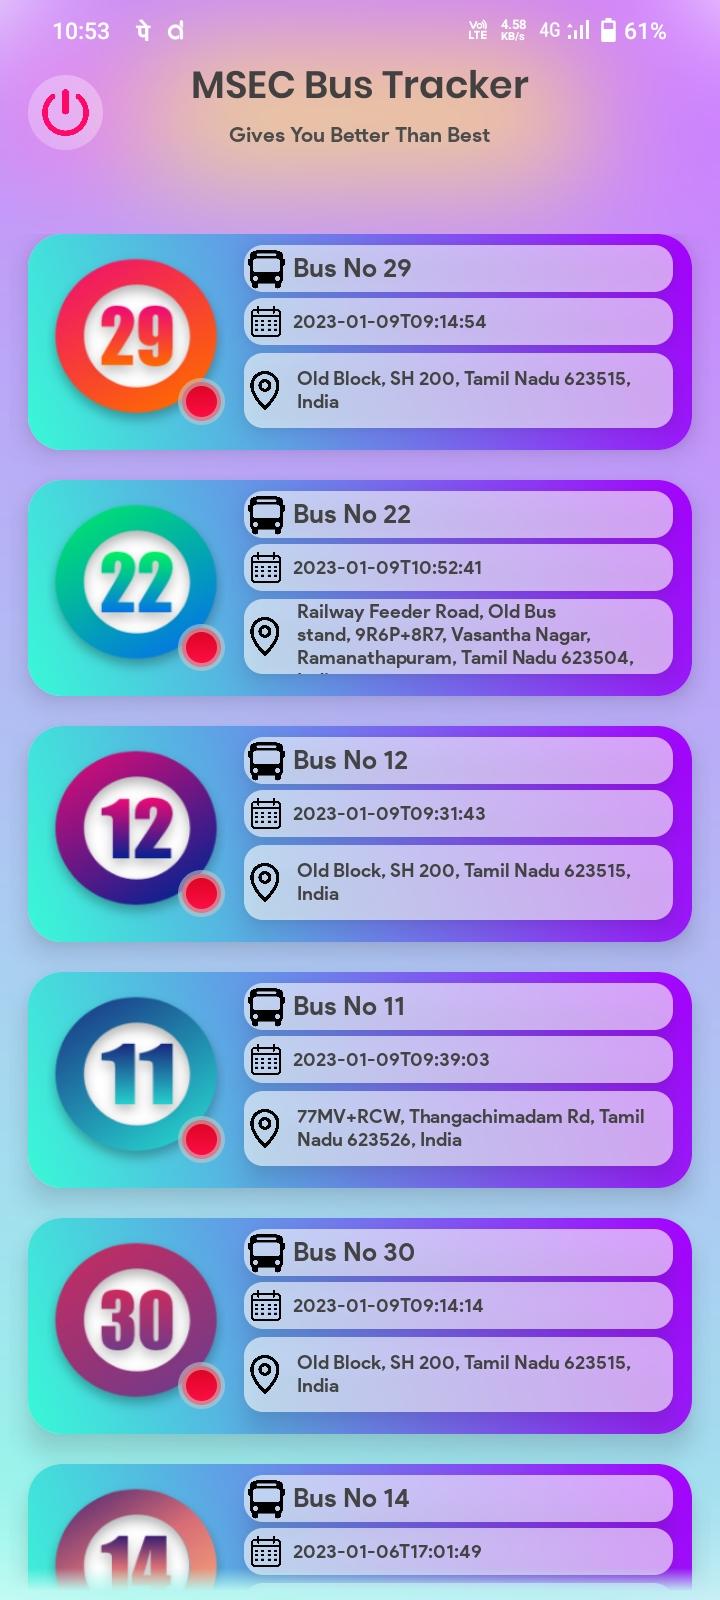 10:53 पे d Vo) LTE 4.58 KB/s 4G 61%
MSEC Bus Tracker
Gives You Better Than Best
29
Bus No 29
2023-01-09T09:14:54
Old Block, SH 200, Tamil Nadu 623515,
India
22
Bus No 22
2023-01-09T10:52:41
Railway Feeder Road, Old Bus
stand, 9R6P+8R7, Vasantha Nagar,
Ramanathapuram, Tamil Nadu 623504,
12
Bus No 12
2023-01-09T09:31:43
Old Block, SH 200, Tamil Nadu 623515,
India
11
Bus No 11
2023-01-09T09:39:03
77MV+RCW, Thangachimadam Rd, Tamil
Nadu 623526, India
30
Bus No 30
2023-01-09T09:14:14
Old Block, SH 200, Tamil Nadu 623515,
India
14
Bus No 14
2023-01-06T17:01:49